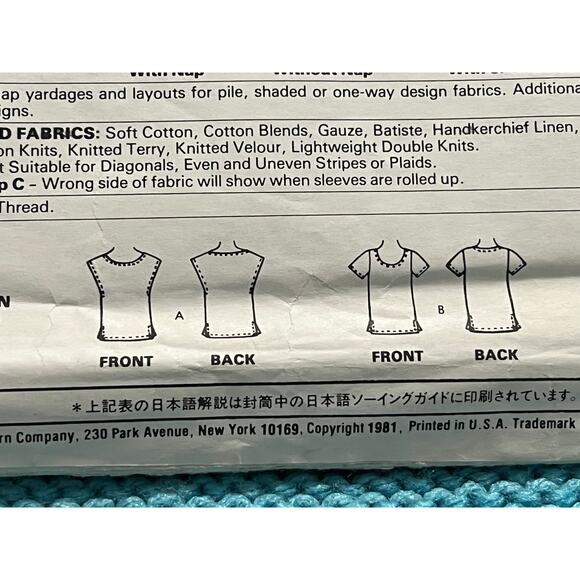 With Nap Without Nap
ap yardages and layouts for pile, shaded or one-way design fabrics. Additiona
igns.
D FABRICS: Soft Cotton, Cotton Blends, Gauze, Batiste, Handkerchief Linen,
on Knits, Knitted Terry, Knitted Velour, Lightweight Double Knits.
t Suitable for Diagonals, Even and Uneven Stripes or Plaids.
p C – Wrong side of fabric will show when sleeves are rolled up.
Thread.
N
A B
FRONT BACK FRONT BACK
*上記表の日本語解説は封筒中の日本語ソーイングガイドに印刷されています。
rn Company, 230 Park Avenue, New York 10169, Copyright 1981, Printed in U.S.A. Trademark